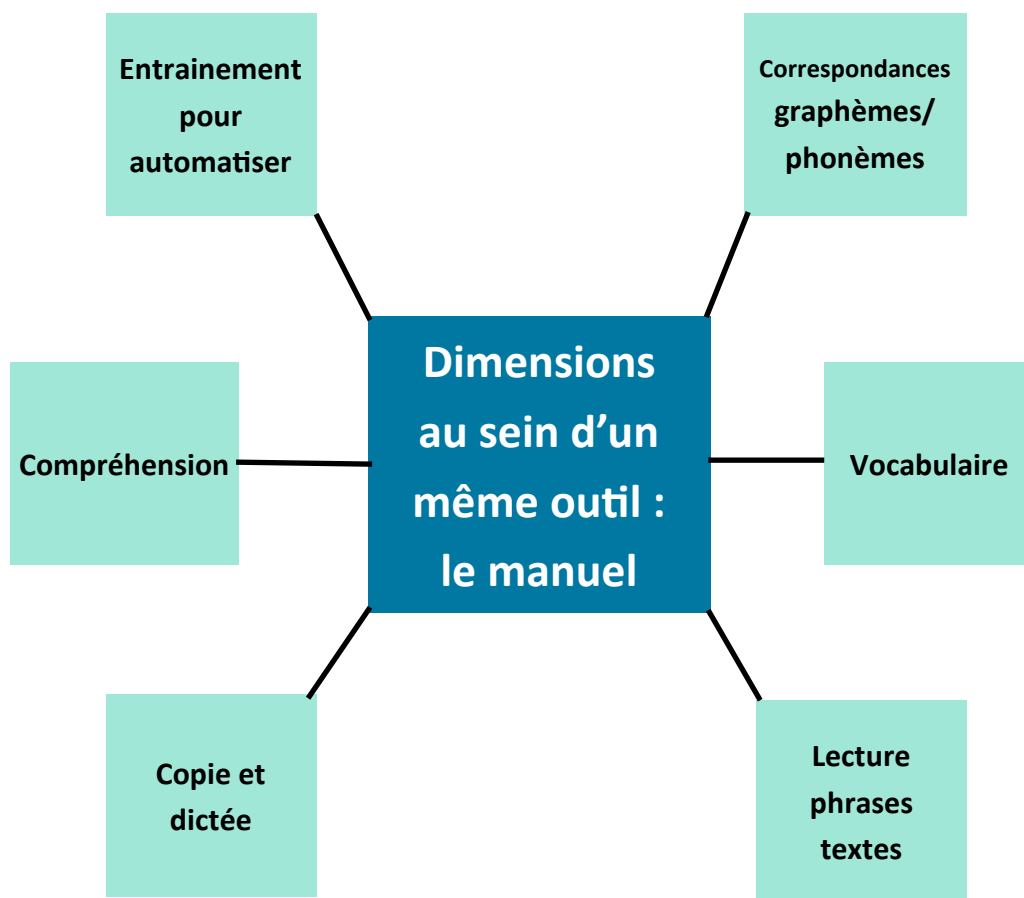 Entrainement
pour
automatiser
Correspondances
graphèmes/
phonèmes
Dimensions
au sein d’un
même outil :
le manuel
Compréhension
Vocabulaire
Copie et
dictée
Lecture
phrases
textes